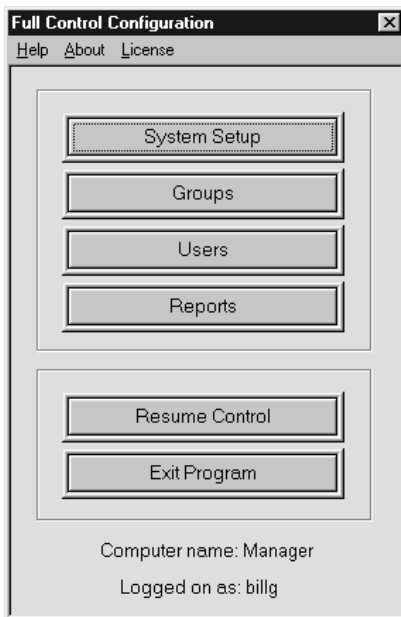 Full Control Configuration
Help About License
System Setup
Groups
Users
Reports
Resume Control
Exit Program
Computer name: Manager
Logged on as: billg